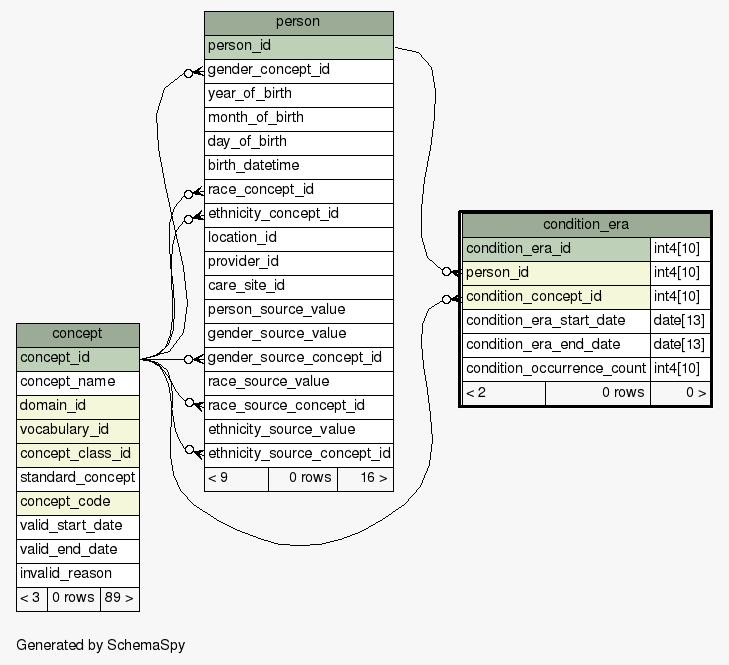 person
person_id
gender_concept_id
year_of_birth
month_of_birth
day_of_birth
birth_datetime
race_concept_id
ethnicity_concept_id
location_id
provider_id
care_site_id
person_source_value
gender_source_value
gender_source_concept_id
race_source_value
race_source_concept_id
ethnicity_source_value
ethnicity_source_concept_id
< 9 0 rows 16 >
condition_era
condition_era_id int4[10]
person_id int4[10]
condition_concept_id int4[10]
condition_era_start_date date[13]
condition_era_end_date date[13]
condition_occurrence_count int4[10]
< 2 0 rows 0 >
concept
concept_id
concept_name
domain_id
vocabulary_id
concept_class_id
standard_concept
concept_code
valid_start_date
valid_end_date
invalid_reason
< 3 0 rows 89 >
Generated by SchemaSpy